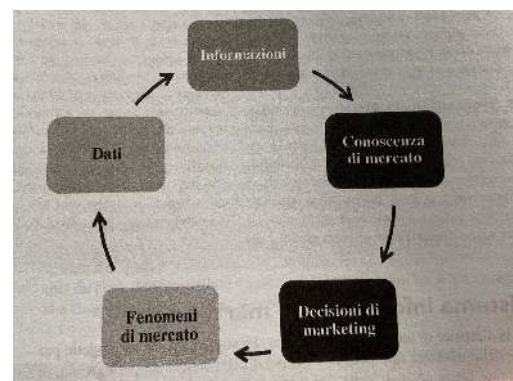 Informazioni
Conoscenza
di mercato
Decisioni di
marketing
Fenomeni
di mercato
Dati